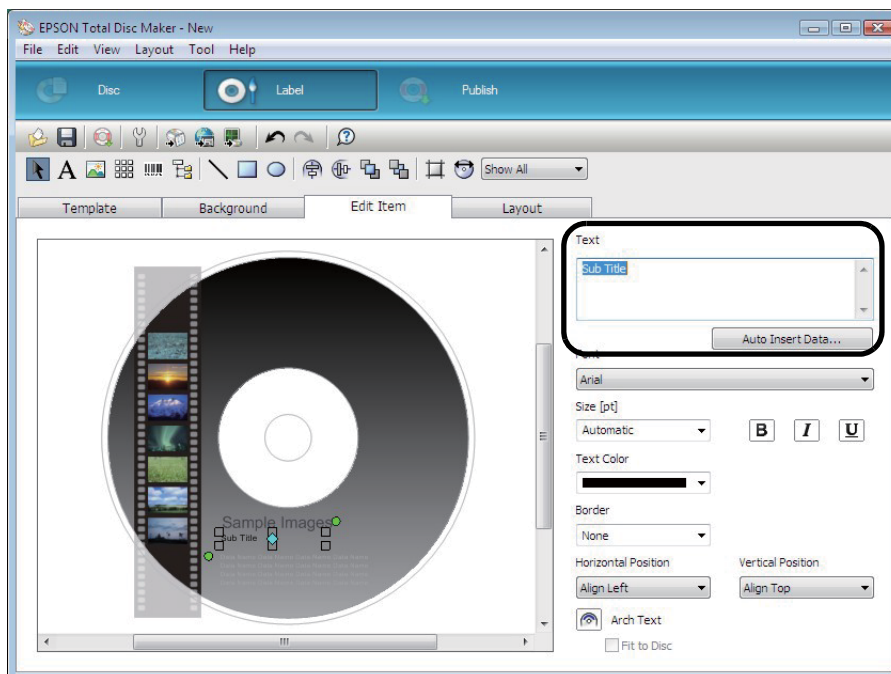 EPSON Total Disc Maker - New
File Edit View Layout Tool Help
Disc Label Publish
Show All
Template Background Edit Item Layout
Text
Sub Title
Auto Insert Data...
Font
Arial
Size [pt]
Automatic B I U
Text Color
Border
None
Horizontal Position Vertical Position
Align Left Align Top
Arch Text
Fit to Disc
Sample Images
Sub Title